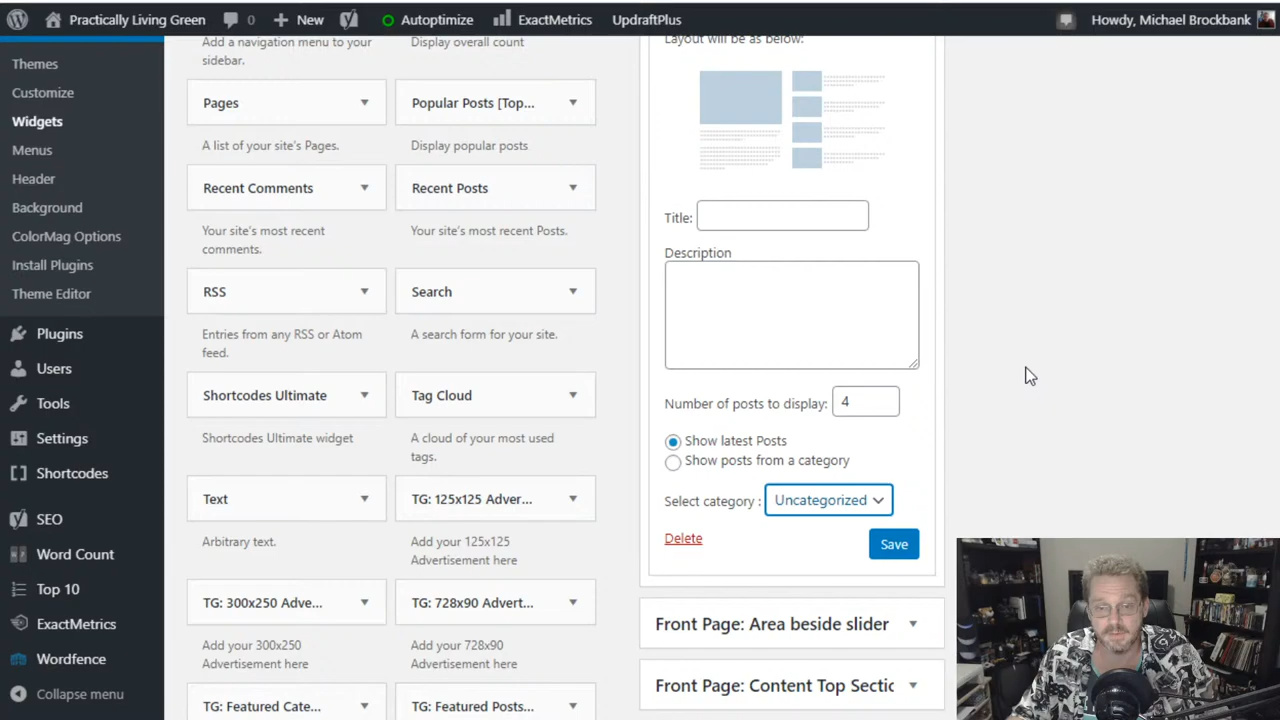 Practically Living Green
0
New
Autoptimize
ExactMetrics
UpdraftPlus
Howdy, Michael Brockbank
Themes
Customize
Widgets
Menus
Header
Background
ColorMag Options
Install Plugins
Theme Editor
Plugins
Users
Tools
Settings
Shortcodes
SEO
Word Count
Top 10
ExactMetrics
Wordfence
Collapse menu
Add a navigation menu to your
sidebar.
Display overall count
Pages
Popular Posts [Top...
A list of your site's Pages.
Display popular posts
Recent Comments
Recent Posts
Your site's most recent
comments.
Your site's most recent Posts.
RSS
Search
Entries from any RSS or Atom
feed.
A search form for your site.
Shortcodes Ultimate
Tag Cloud
Shortcodes Ultimate widget
A cloud of your most used
tags.
Text
TG: 125x125 Adver...
Arbitrary text.
Add your 125x125
Advertisement here
TG: 300x250 Adve...
TG: 728x90 Advert...
Add your 300x250
Advertisement here
Add your 728x90
Advertisement here
TG: Featured Cate...
TG: Featured Posts...
Layout will be as below:
Title:
Description
Number of posts to display: 4
Show latest Posts
Show posts from a category
Select category : Uncategorized
Delete
Save
Front Page: Area beside slider
Front Page: Content Top Sectic